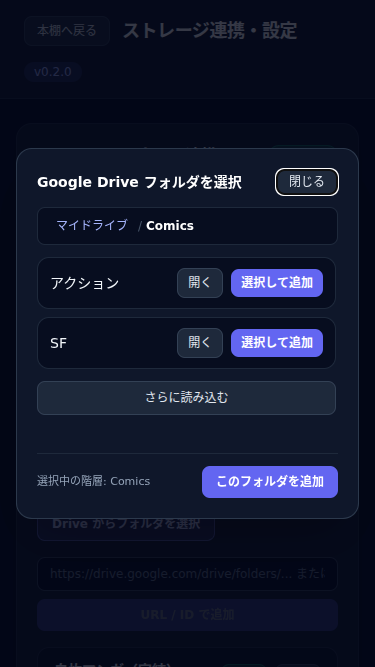 本棚へ戻る ストレージ連携・設定
v0.2.0
Google Drive フォルダを選択 閉じる
マイドライブ / Comics
アクション 開く 選択して追加
SF 開く 選択して追加
さらに読み込む
選択中の階層: Comics このフォルダを追加
Drive からフォルダを選択
https://drive.google.com/drive/folders/... また
URL / ID で追加